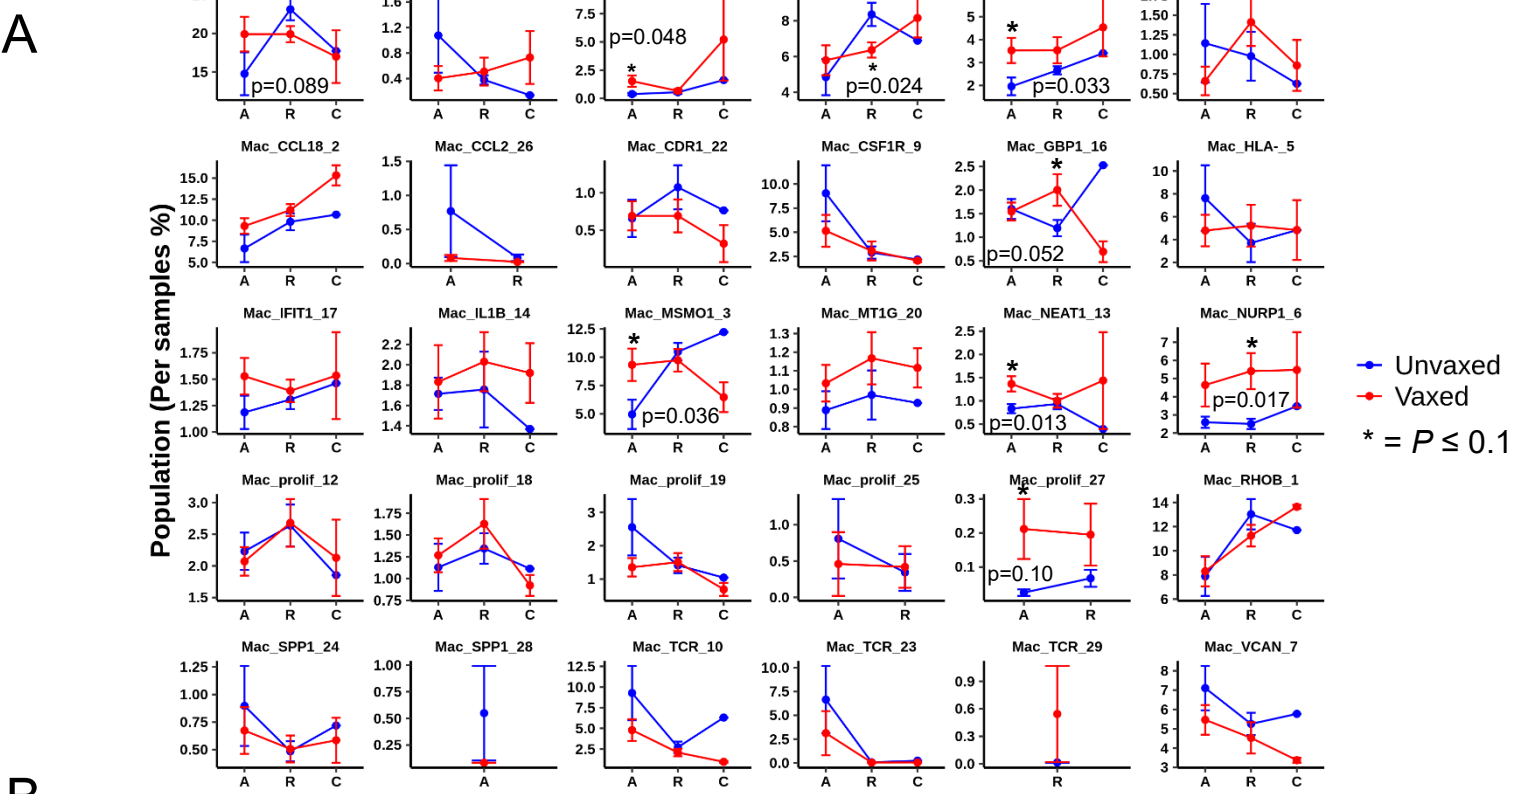 A
20
15
p=0.089
A R C
1.6
1.2
0.8
0.4
A R C
7.5
5.0
2.5
0.0
p=0.048
*
A R C
8
6
4
*
p=0.024
A R C
5
4
3
2
*
p=0.033
A R C
1.50
1.25
1.00
0.75
0.50
A R C
Population (Per samples %)
Mac_CCL18_2
15.0
12.5
10.0
7.5
5.0
A R C
Mac_CCL2_26
1.5
1.0
0.5
0.0
A R
Mac_CDR1_22
1.0
0.5
A R C
Mac_CSF1R_9
10.0
7.5
5.0
2.5
A R C
Mac_GBP1_16
2.5
2.0
1.5
1.0
0.5
*
p=0.052
A R C
Mac_HLA-_5
10
8
6
4
2
A R C
Mac_IFIT1_17
1.75
1.50
1.25
1.00
A R C
Mac_IL1B_14
2.2
2.0
1.8
1.6
1.4
A R C
Mac_MSMO1_3
12.5
10.0
7.5
5.0
*
p=0.036
A R C
Mac_MT1G_20
1.3
1.2
1.1
1.0
0.9
0.8
A R C
Mac_NEAT1_13
2.5
2.0
1.5
1.0
0.5
*
p=0.013
A R C
Mac_NURP1_6
7
6
5
4
3
2
*
p=0.017
A R C
Unvaxed
Vaxed
* = P ≤ 0.1
Mac_prolif_12
3.0
2.5
2.0
1.5
A R C
Mac_prolif_18
1.75
1.50
1.25
1.00
0.75
A R C
Mac_prolif_19
3
2
1
A R C
Mac_prolif_25
1.0
0.5
0.0
A R
Mac_prolif_27
*
0.3
0.2
0.1
p=0.10
A R
Mac_RHOB_1
14
12
10
8
6
A R C
Mac_SPP1_24
1.25
1.00
0.75
0.50
A R C
Mac_SPP1_28
1.00
0.75
0.50
0.25
A
Mac_TCR_10
12.5
10.0
7.5
5.0
2.5
A R C
Mac_TCR_23
10.0
7.5
5.0
2.5
0.0
A R C
Mac_TCR_29
0.9
0.6
0.3
0.0
R
Mac_VCAN_7
8
7
6
5
4
3
A R C
B